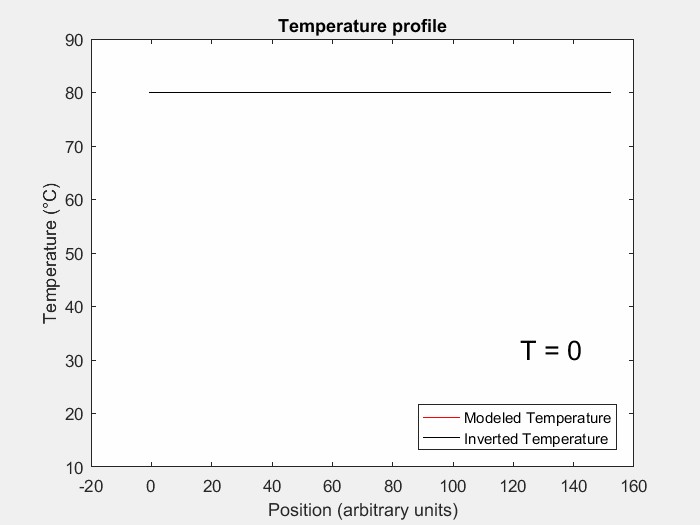 Temperature profile
90
80
70
60
50
40
30
20
10
Temperature (°C)
T = 0
Modeled Temperature
Inverted Temperature
-20 0 20 40 60 80 100 120 140 160
Position (arbitrary units)